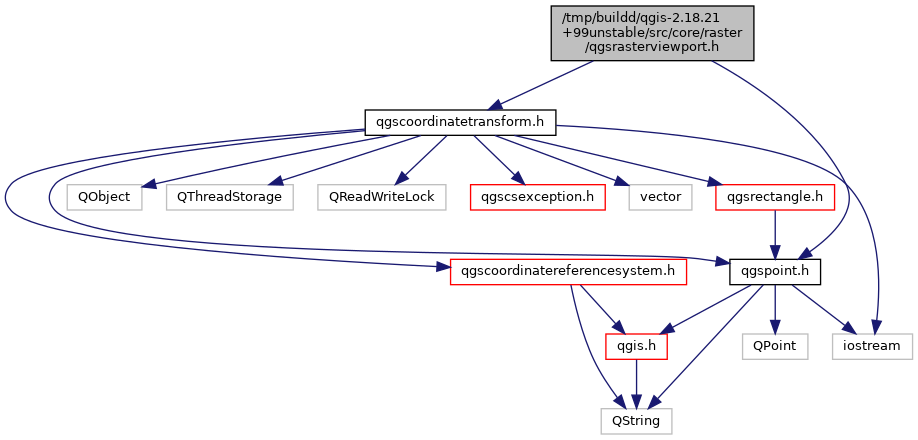 /tmp/buildd/qgis-2.18.21
+99unstable/src/core/raster
/qgsrasterviewport.h
qgscoordinatetransform.h
QObject
QThreadStorage
QReadWriteLock
qgscsexception.h
vector
qgsrectangle.h
qgscoordinatereferencesystem.h
qgspoint.h
qgis.h
QPoint
iostream
QString